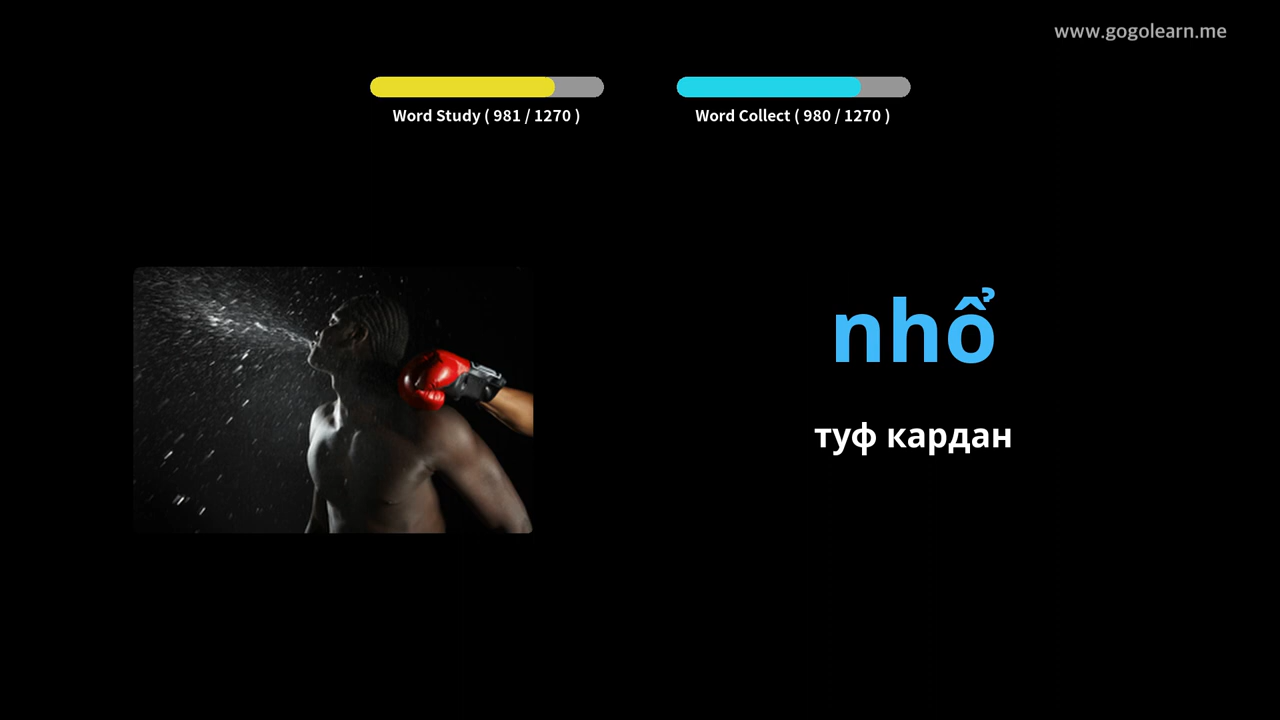 www.gogolearn.me
Word Study ( 981 / 1270 )
Word Collect ( 980 / 1270 )
nhổ
туф кардан